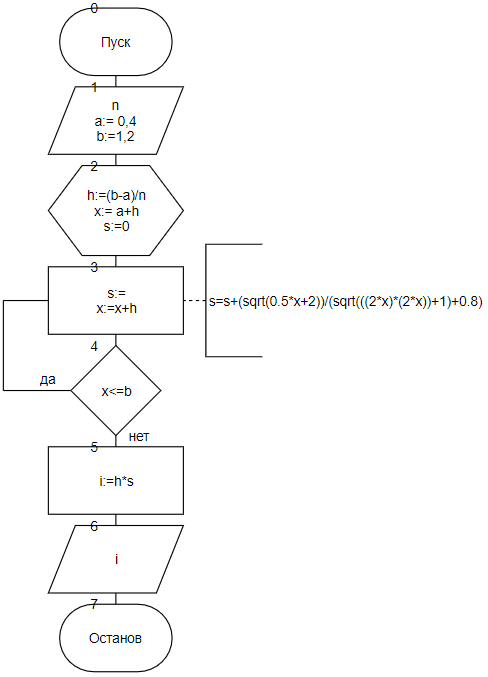 0
Пуск
1
n
a:= 0,4
b:=1,2
2
h:=(b-a)/n
x:= a+h
s:=0
3
s:=
x:=x+h
s=s+(sqrt(0.5*x+2))/(sqrt(((2*x)*(2*x))+1)+0.8)
4
да
x<=b
нет
5
i:=h*s
6
i
7
Останов